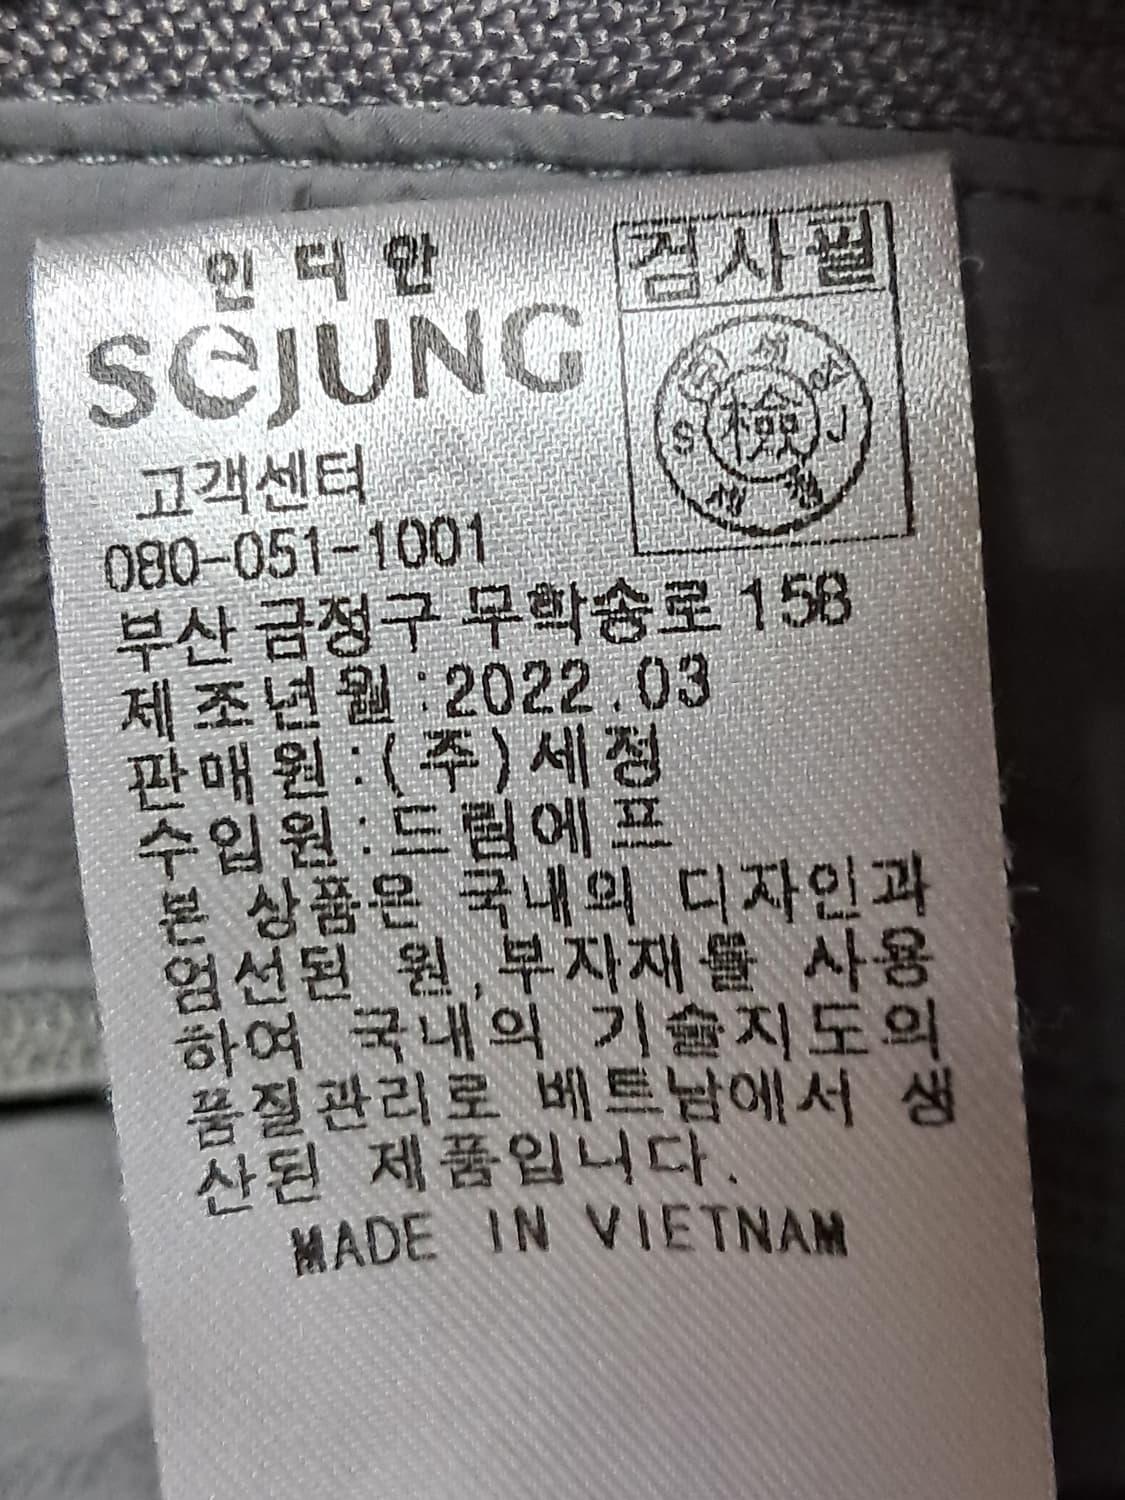 인디안
SEJUNG
고객센터
080-051-1001
부산 금정구 무학송로 158
제조년월:2022.03
판매원:(주)세정
수입원:드림에프
본 상품은 국내의 디자인과
엄선된 원,부자재를 사용
하여 국내의 기술지도의
품질관리로 베트남에서 생
산된 제품입니다.
MADE IN VIETNAM
검사필
S 檢 J